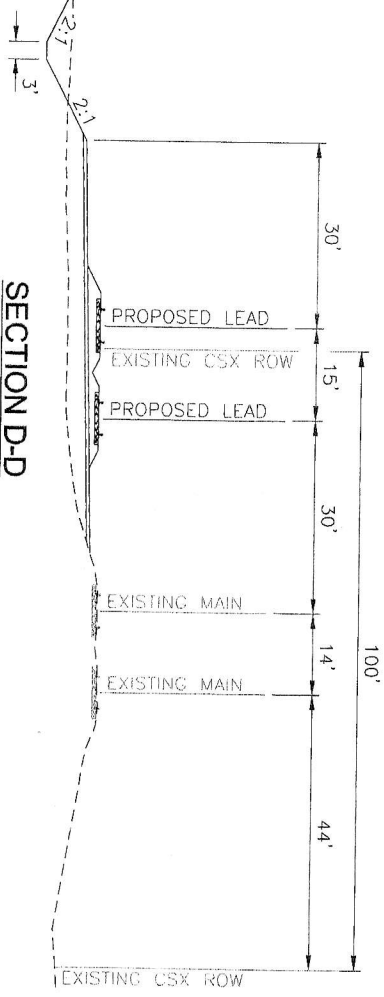 2:1
3'
2:1
30'
PROPOSED LEAD
EXISTING CSX ROW
15'
PROPOSED LEAD
30'
EXISTING MAIN
14'
EXISTING MAIN
100'
44'
EXISTING CSX ROW
SECTION D-D